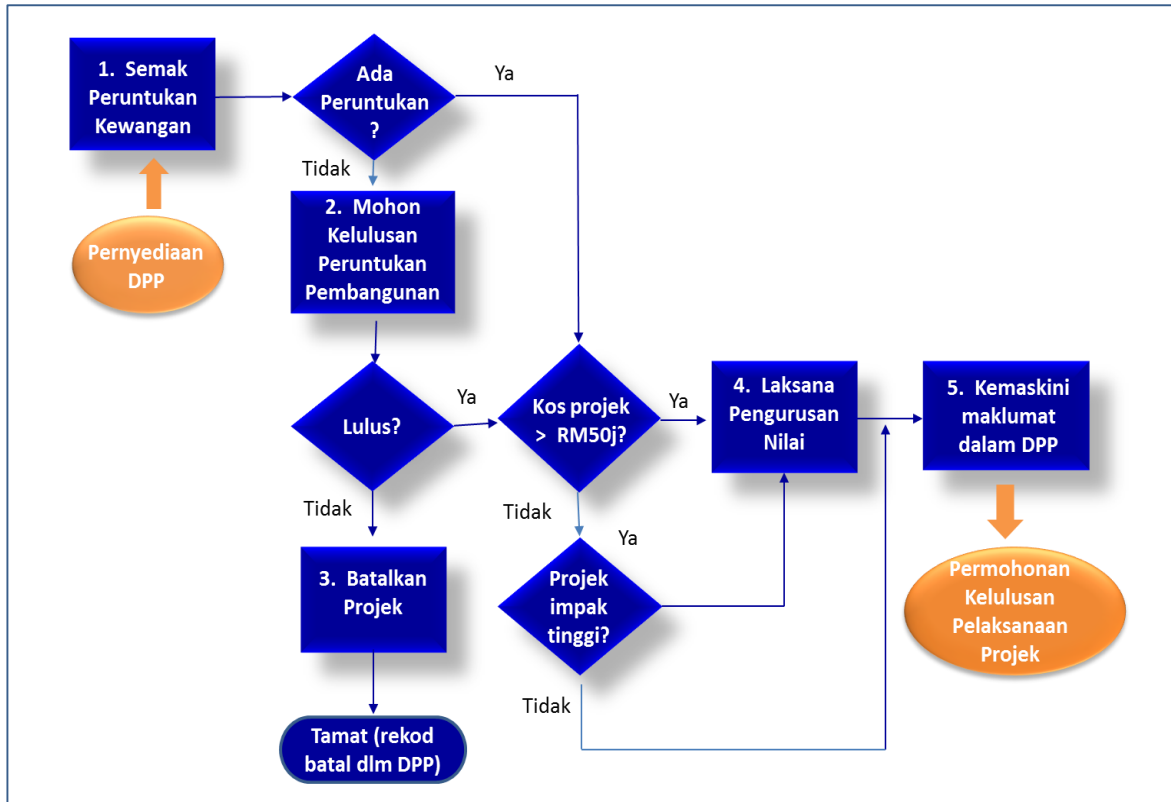 1. Semak
Peruntukan
Kewangan
Ada
Peruntukan
?
Ya
Tidak
Pernyediaan
DPP
2. Mohon
Kelulusan
Peruntukan
Pembangunan
Lulus?
Ya
Tidak
Kos projek
> RM50j?
Ya
Tidak
4. Laksana
Pengurusan
Nilai
5. Kemaskini
maklumat
dalam DPP
3. Batalkan
Projek
Projek
impak
tinggi?
Ya
Tidak
Permohonan
Kelulusan
Pelaksanaan
Projek
Tamat (rekod
batal dlm DPP)